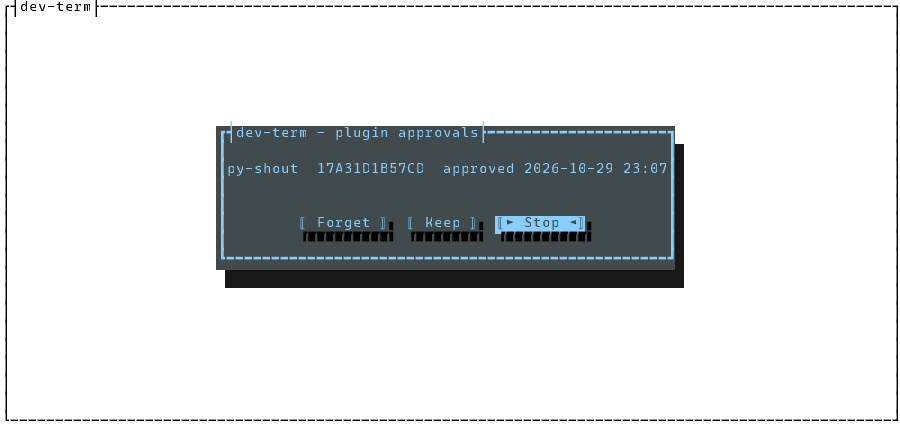 dev-term
dev-term - plugin approvals
py-shout  17A31D1B57CD  approved 2026-10-29 23:07
⟦ Forget ⟧ ⟦ Keep ⟧ ⟦► Stop ◄⟧